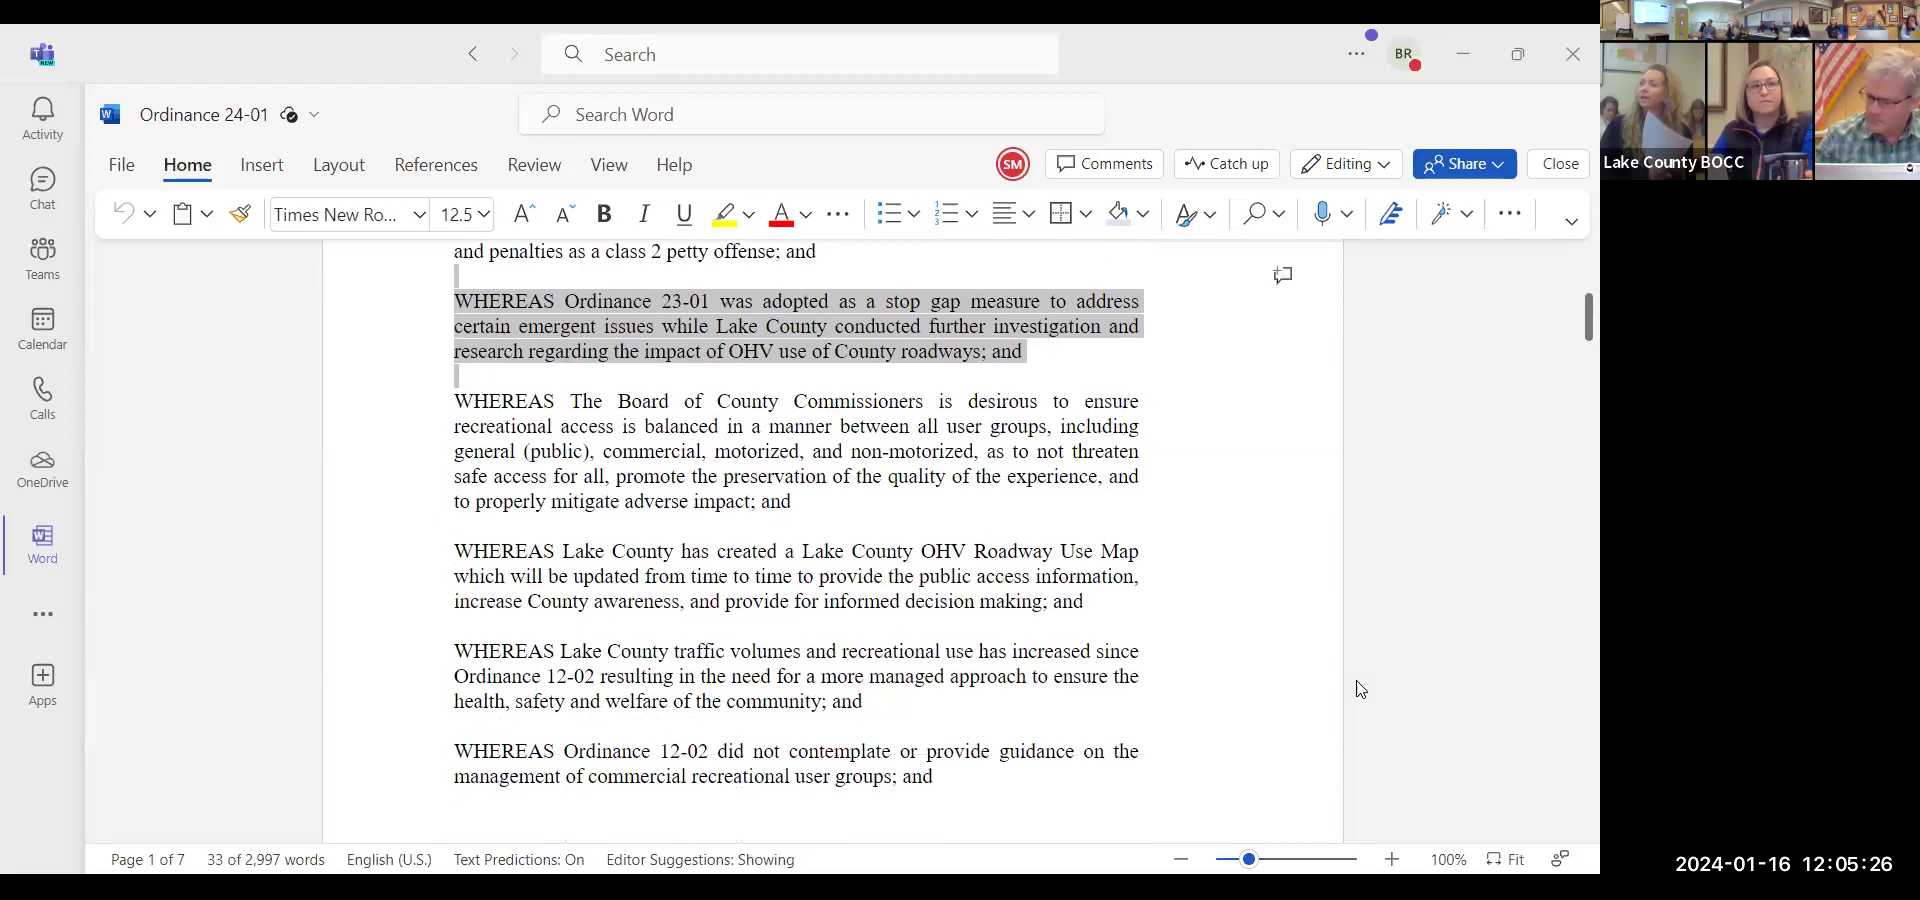 Search
BR
NEW
Ordinance 24-01
Search Word
File Home Insert Layout References Review View Help
SM
Comments
Catch up
Editing
Share
Close
Times New Ro...
12.5
Activity
Chat
Teams
Calendar
Calls
OneDrive
Word
Apps
and penalties as a class 2 petty offense; and
WHEREAS Ordinance 23-01 was adopted as a stop gap measure to address
certain emergent issues while Lake County conducted further investigation and
research regarding the impact of OHV use of County roadways; and
WHEREAS The Board of County Commissioners is desirous to ensure
recreational access is balanced in a manner between all user groups, including
general (public), commercial, motorized, and non-motorized, as to not threaten
safe access for all, promote the preservation of the quality of the experience, and
to properly mitigate adverse impact; and
WHEREAS Lake County has created a Lake County OHV Roadway Use Map
which will be updated from time to time to provide the public access information,
increase County awareness, and provide for informed decision making; and
WHEREAS Lake County traffic volumes and recreational use has increased since
Ordinance 12-02 resulting in the need for a more managed approach to ensure the
health, safety and welfare of the community; and
WHEREAS Ordinance 12-02 did not contemplate or provide guidance on the
management of commercial recreational user groups; and
Page 1 of 7 33 of 2,997 words English (U.S.) Text Predictions: On Editor Suggestions: Showing
100% Fit
Lake County BOCC
2024-01-16 12:05:26